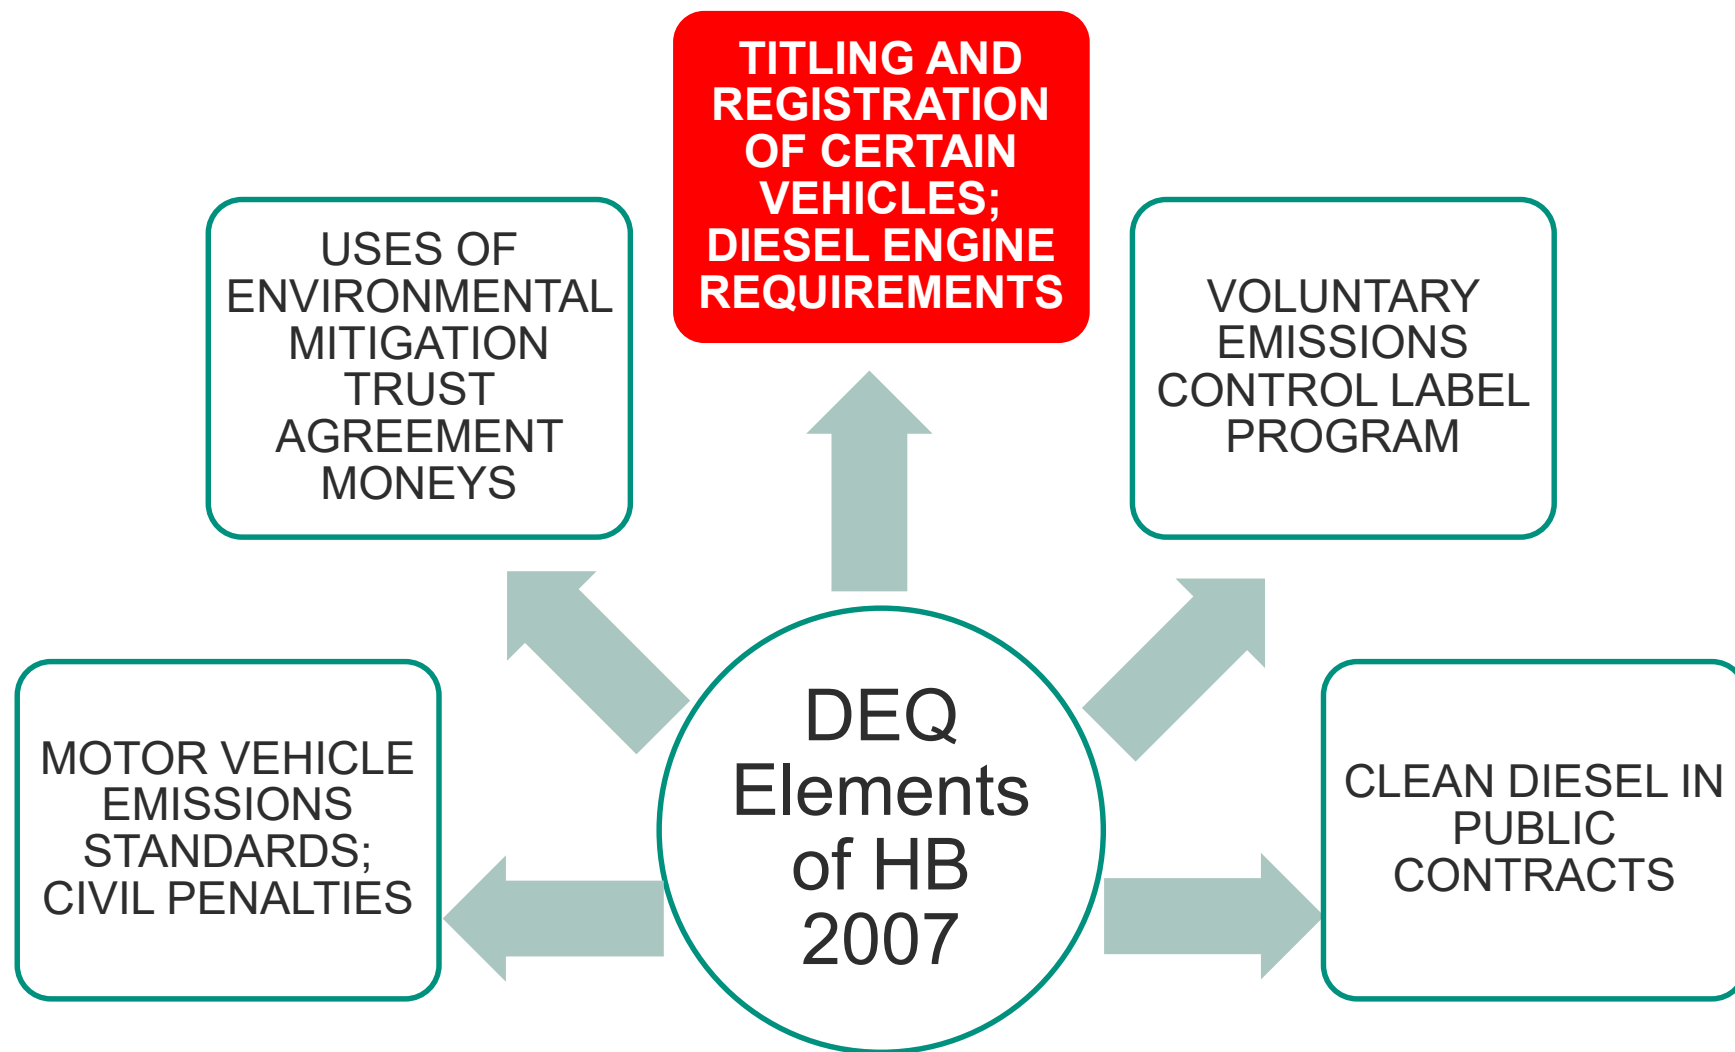 TITLING AND
REGISTRATION
OF CERTAIN
VEHICLES;
DIESEL ENGINE
REQUIREMENTS
USES OF
ENVIRONMENTAL
MITIGATION
TRUST
AGREEMENT
MONEYS
VOLUNTARY
EMISSIONS
CONTROL LABEL
PROGRAM
MOTOR VEHICLE
EMISSIONS
STANDARDS;
CIVIL PENALTIES
DEQ
Elements
of HB
2007
CLEAN DIESEL IN
PUBLIC
CONTRACTS